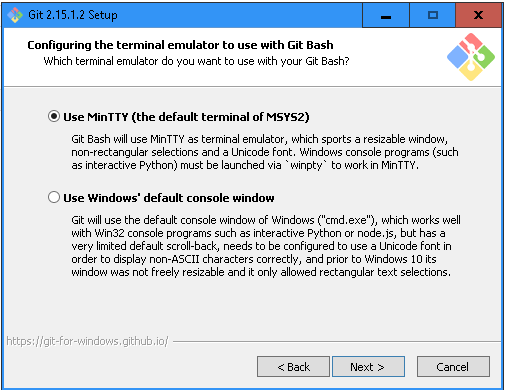 Git 2.15.1.2 Setup
Configuring the terminal emulator to use with Git Bash
Which terminal emulator do you want to use with your Git Bash?
Use MinTTY (the default terminal of MSYS2)
Git Bash will use MinTTY as terminal emulator, which sports a resizable window,
non-rectangular selections and a Unicode font. Windows console programs (such
as interactive Python) must be launched via `winpty` to work in MinTTY.
Use Windows' default console window
Git will use the default console window of Windows ("cmd.exe"), which works well
with Win32 console programs such as interactive Python or node.js, but has a
very limited default scroll-back, needs to be configured to use a Unicode font in
order to display non-ASCII characters correctly, and prior to Windows 10 its
window was not freely resizable and it only allowed rectangular text selections.
https://git-for-windows.github.io/
< Back
Next >
Cancel